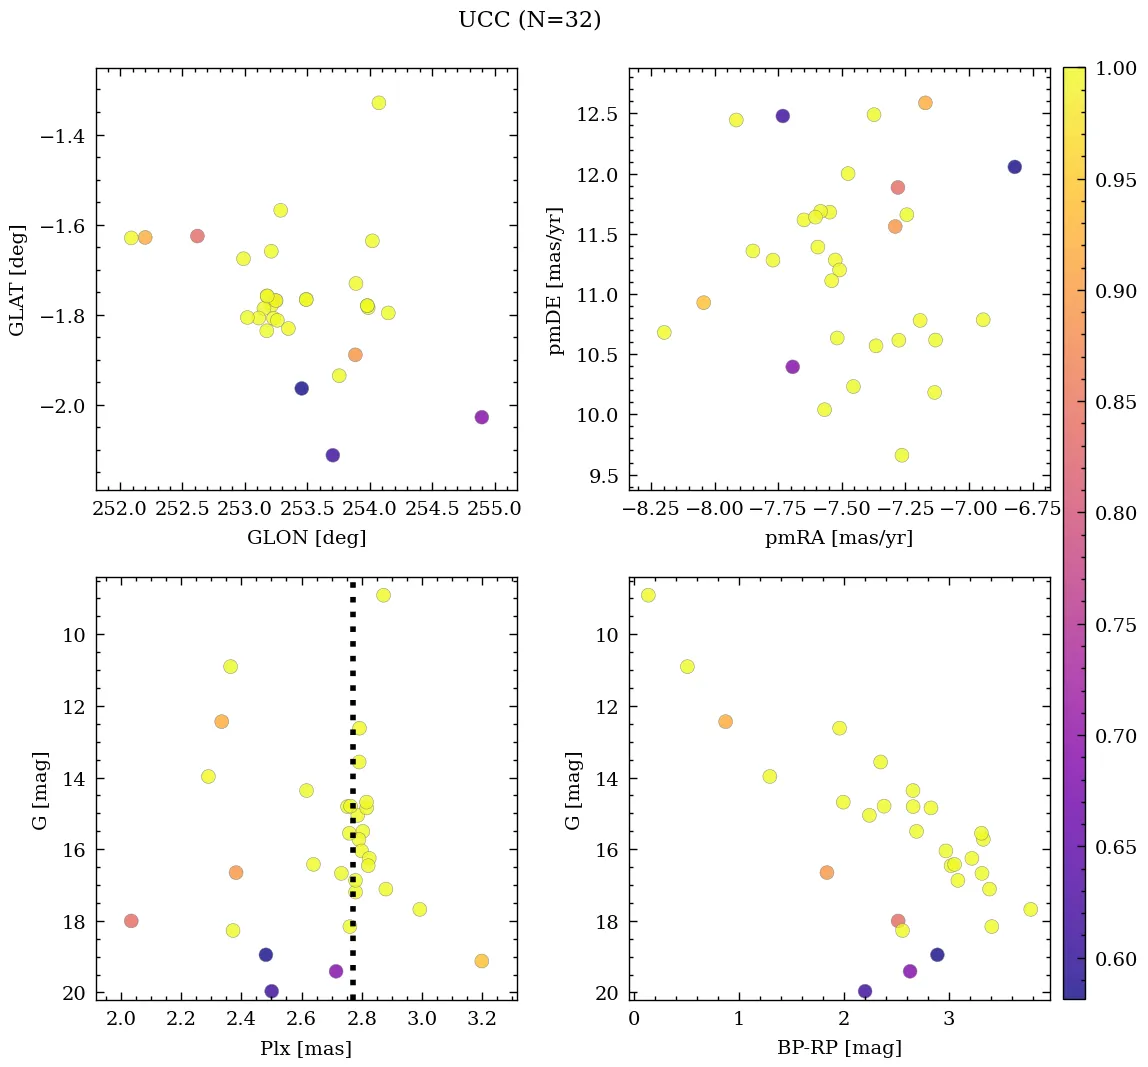 UCC (N=32)
−1.4
−1.6
−1.8
−2.0
GLAT [deg]
252.0 252.5 253.0 253.5 254.0 254.5 255.0
GLON [deg]
12.5
12.0
11.5
11.0
10.5
10.0
9.5
pmDE [mas/yr]
−8.25 −8.00 −7.75 −7.50 −7.25 −7.00 −6.75
pmRA [mas/yr]
10
12
14
16
18
20
G [mag]
2.0 2.2 2.4 2.6 2.8 3.0 3.2
Plx [mas]
10
12
14
16
18
20
G [mag]
0 1 2 3
BP-RP [mag]
1.00
0.95
0.90
0.85
0.80
0.75
0.70
0.65
0.60